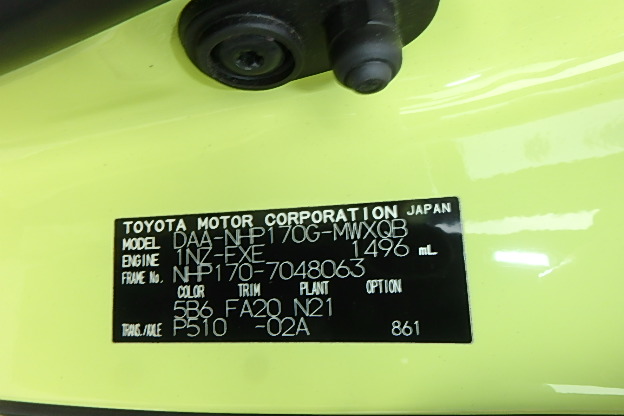 TOYOTA MOTOR CORPORATION JAPAN
MODEL DAA-NHP170G-MWXQB
ENGINE 1NZ-FXE 1496 mL
FRAME No. NHP170-7048063
COLOR TRIM PLANT OPTION
5B6 FA20 N21
TRANS./AXLE P510 -02A 861